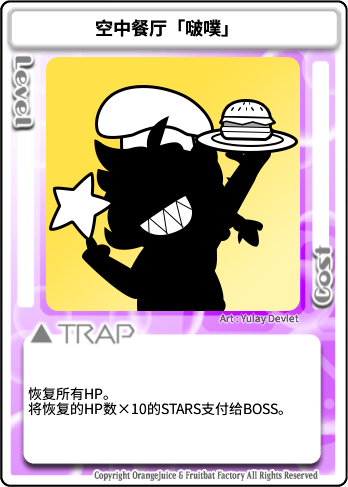 空中餐厅「啵噗」
Level
Cost
Art : Yulay Devlet
▲ TRAP
恢复所有HP。
将恢复的HP数×10的STARS支付给BOSS。
Copyright OrangeJuice & Fruitbat Factory All Rights Reserved